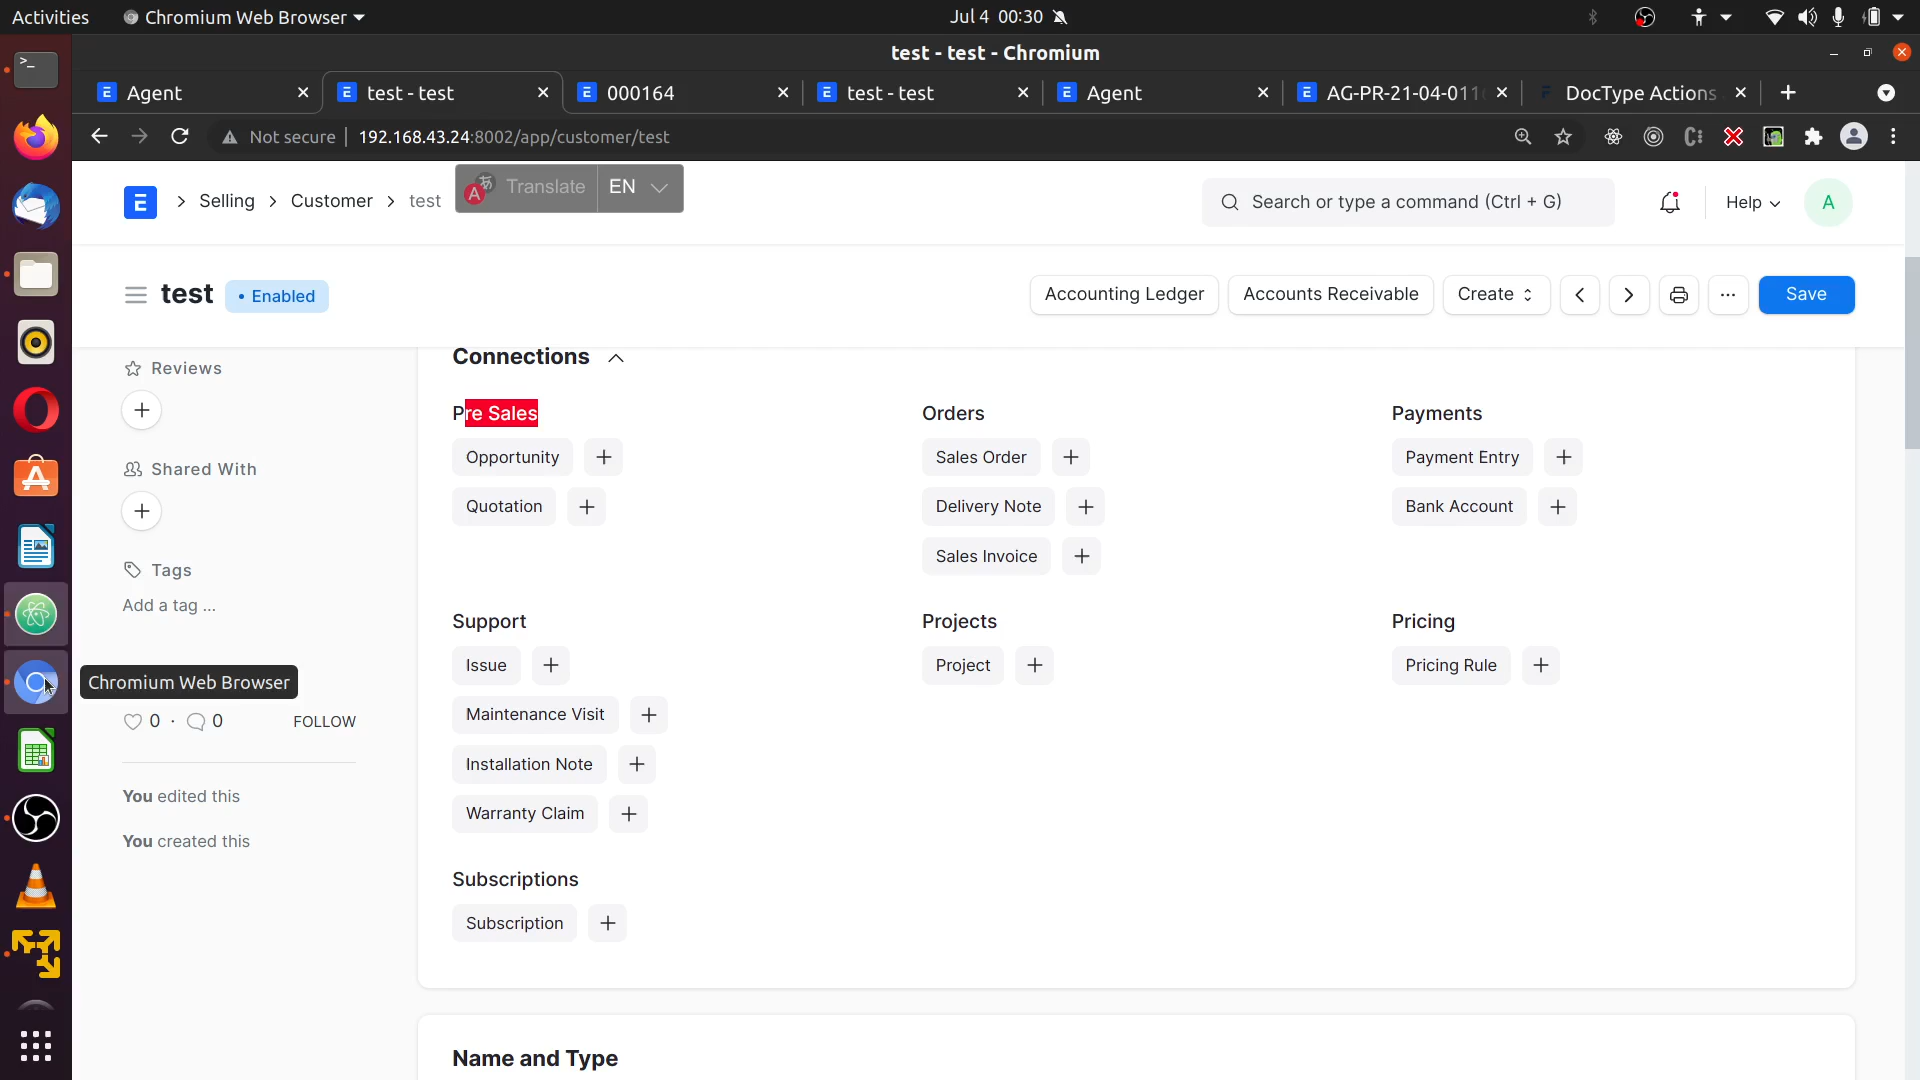 Activities
Chromium Web Browser
Jul 4 00:30
test - test - Chromium
Agent
test - test
000164
test - test
Agent
AG-PR-21-04-011
DocType Actions
Not secure
192.168.43.24:8002/app/customer/test
Selling
Customer
test
Translate
EN
Search or type a command (Ctrl + G)
Help
A
test
• Enabled
Accounting Ledger
Accounts Receivable
Create
Save
Reviews
Shared With
Tags
Add a tag ...
Chromium Web Browser
0 · 0
FOLLOW
You edited this
You created this
Connections
Pre Sales
Opportunity
Quotation
Orders
Sales Order
Delivery Note
Sales Invoice
Payments
Payment Entry
Bank Account
Support
Issue
Maintenance Visit
Installation Note
Warranty Claim
Projects
Project
Pricing
Pricing Rule
Subscriptions
Subscription
Name and Type